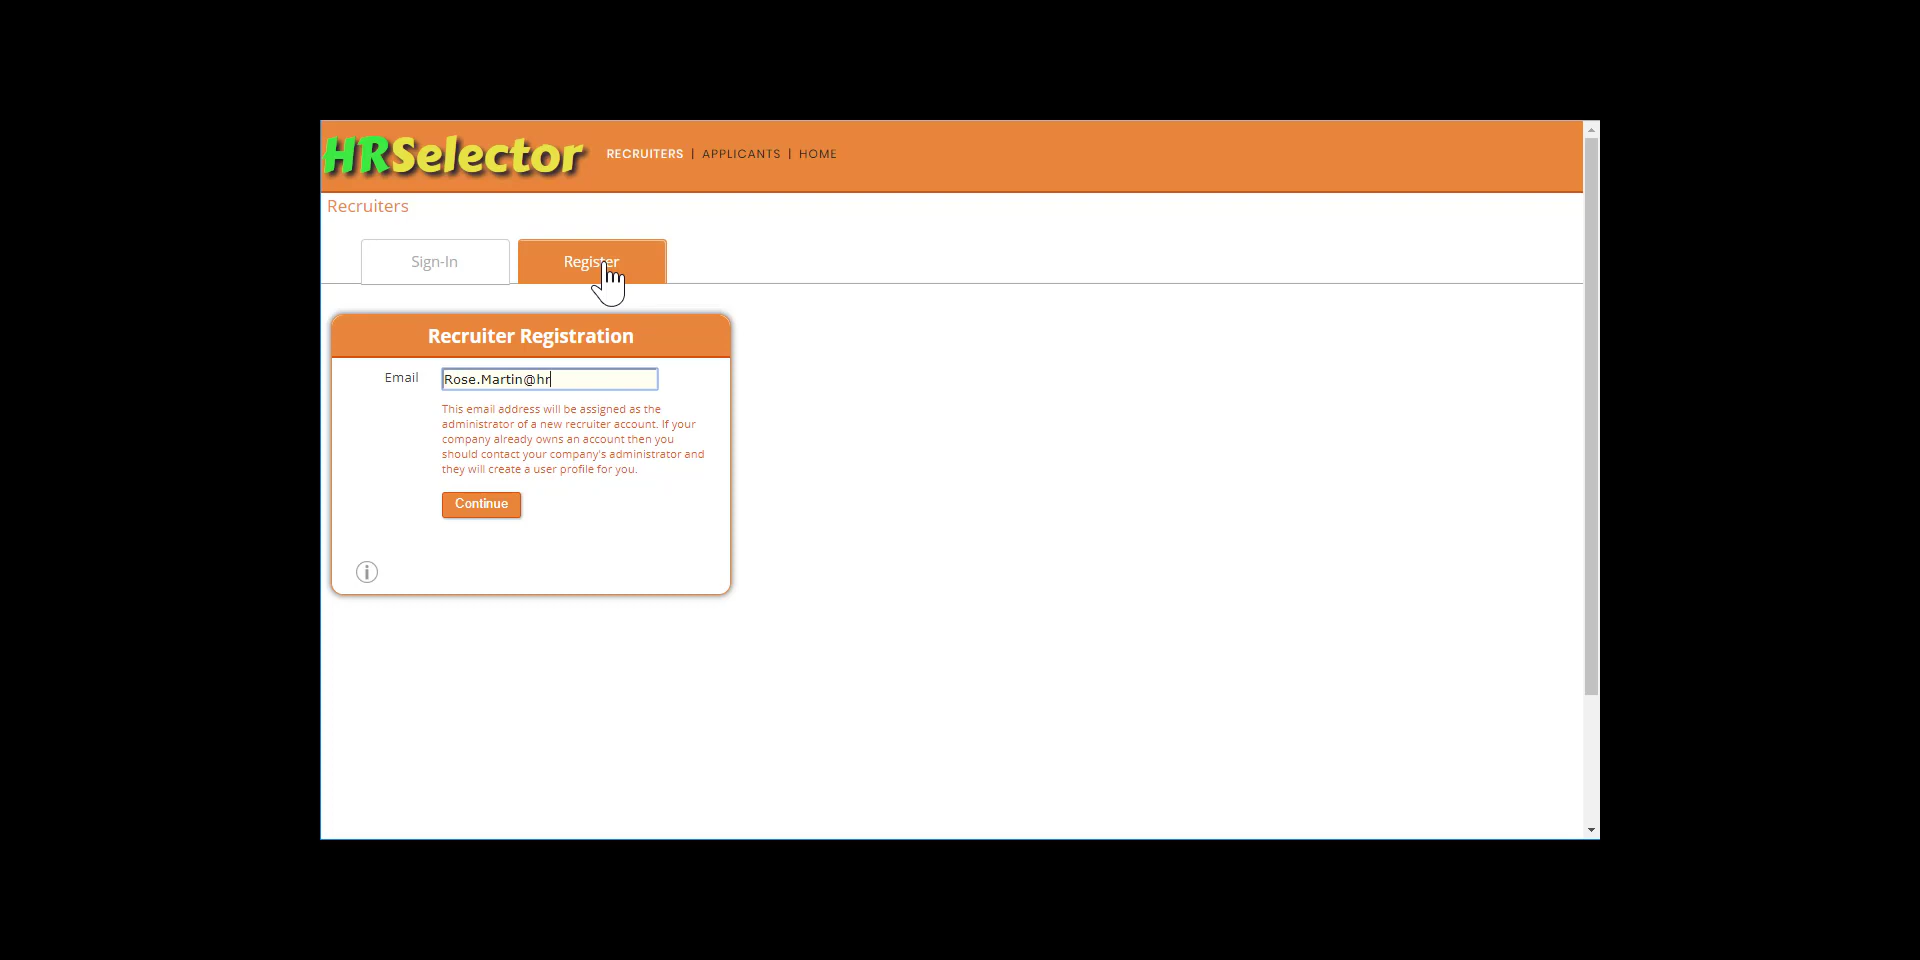 HRSelector RECRUITERS | APPLICANTS | HOME
Recruiters
Sign-In Register
Recruiter Registration
Email Rose.Martin@hr
This email address will be assigned as the
administrator of a new recruiter account. If your
company already owns an account then you
should contact your company's administrator and
they will create a user profile for you.
Continue
i